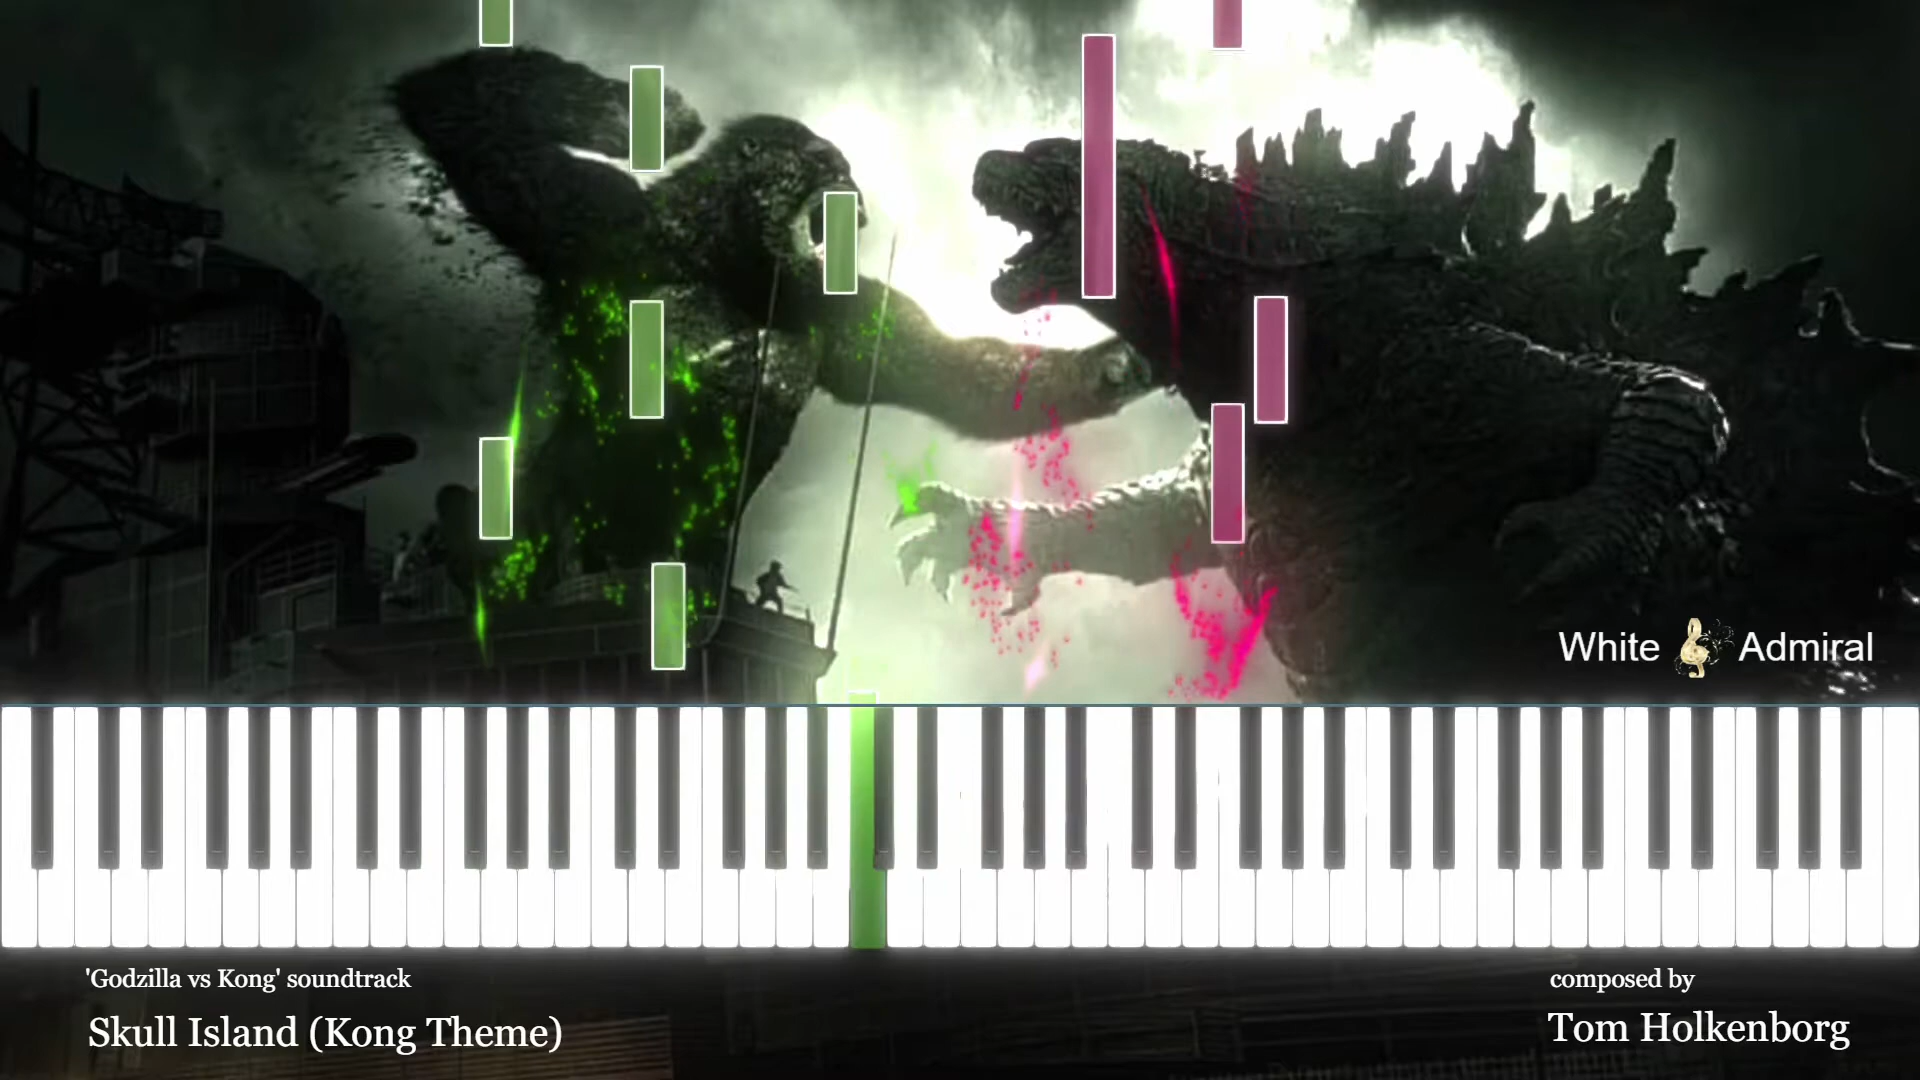 White Admiral
'Godzilla vs Kong' soundtrack
Skull Island (Kong Theme)
composed by
Tom Holkenborg